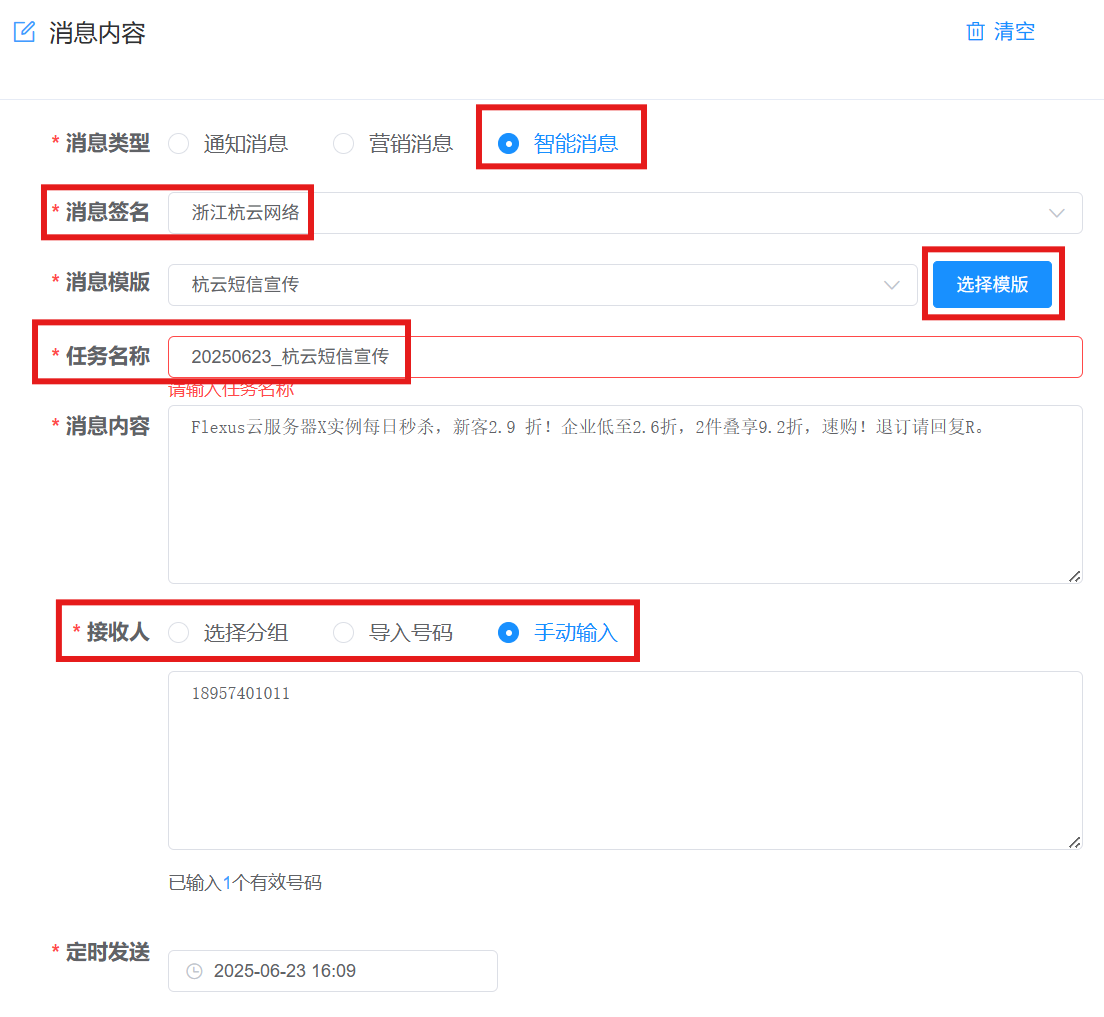 消息内容
清空
* 消息类型 通知消息 营销消息 智能消息
* 消息签名 浙江杭云网络
* 消息模版 杭云短信宣传 选择模版
* 任务名称 20250623_杭云短信宣传
请输入任务名称
* 消息内容 Flexus云服务器X实例每日秒杀，新客2.9 折！企业低至2.6折，2件叠享9.2折，速购！退订请回复R。
* 接收人 选择分组 导入号码 手动输入
18957401011
已输入1个有效号码
* 定时发送
2025-06-23 16:09